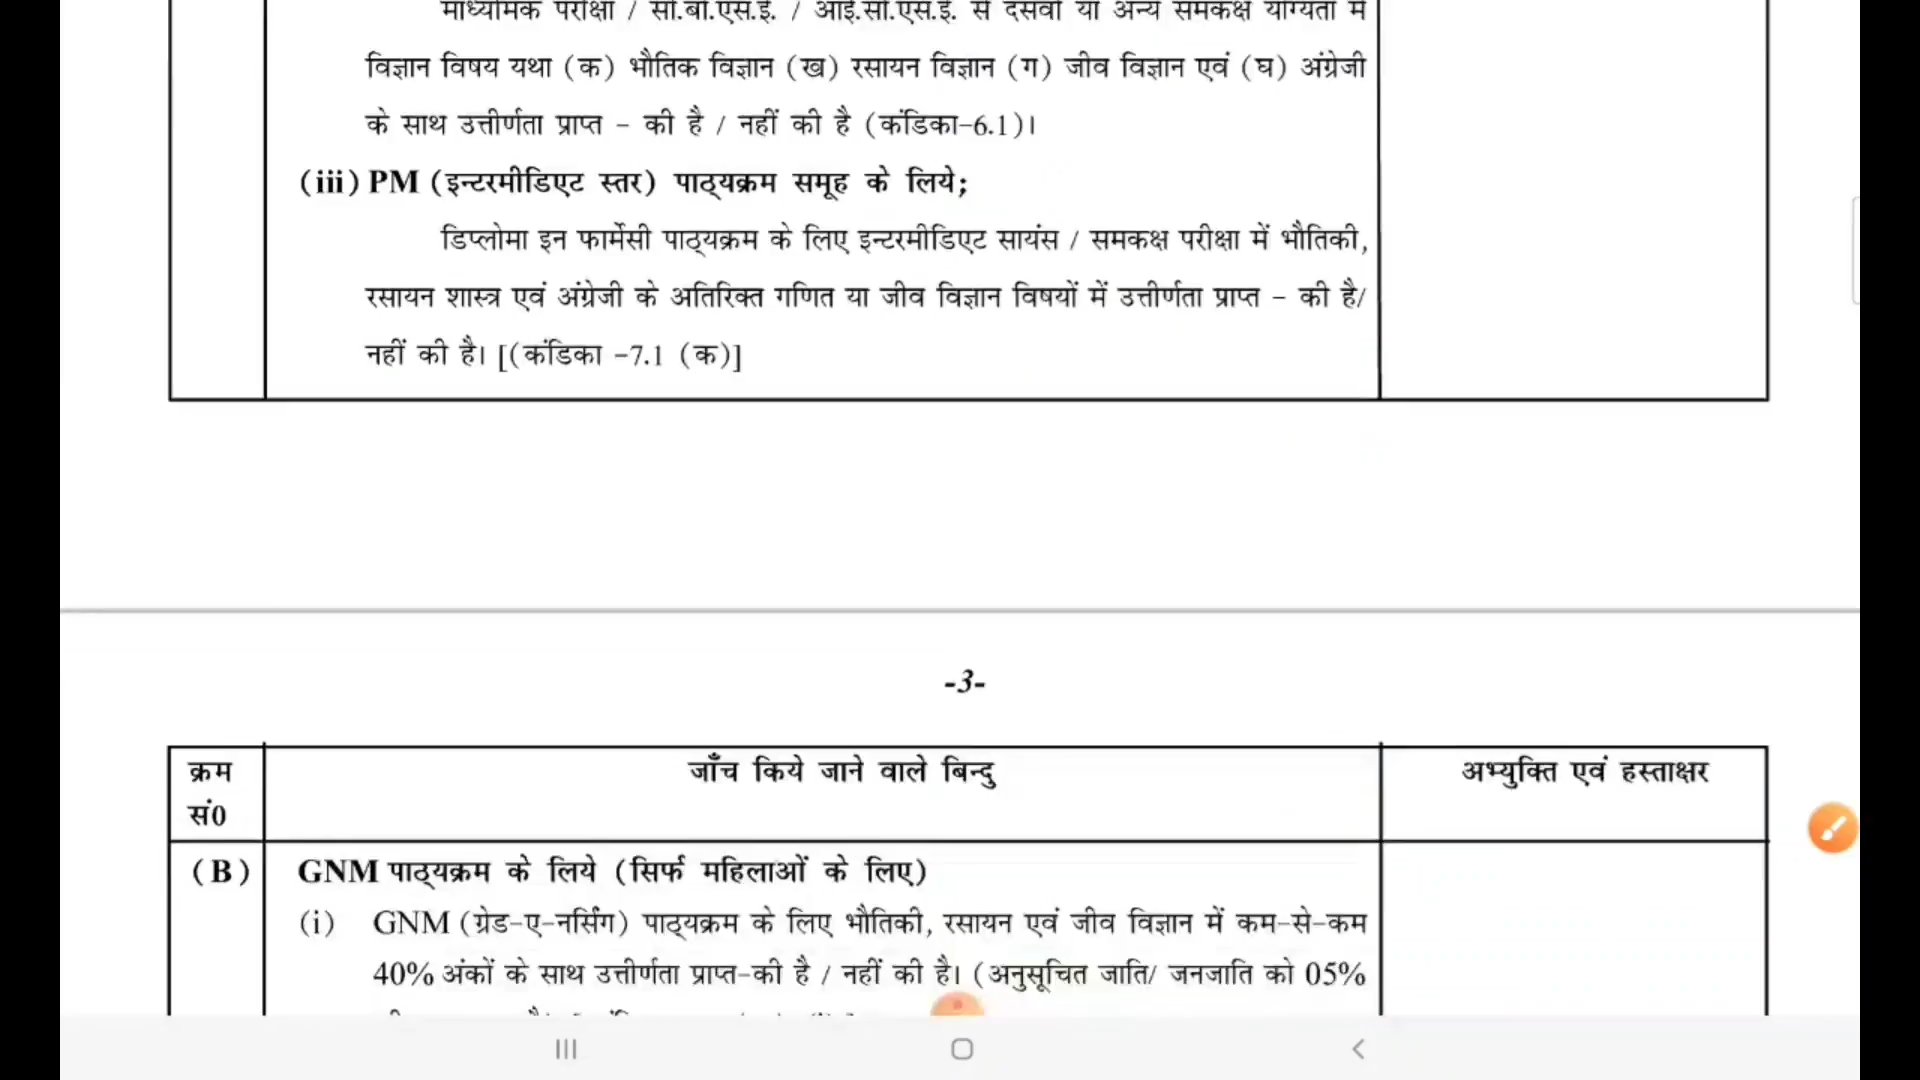 माध्यमिक परीक्षा / सी.बी.एस.ई. / आई.सी.एस.ई. से दसवीं या अन्य समकक्ष योग्यता में
विज्ञान विषय यथा (क) भौतिक विज्ञान (ख) रसायन विज्ञान (ग) जीव विज्ञान एवं (घ) अंग्रेजी
के साथ उत्तीर्णता प्राप्त - की है / नहीं की है (कंडिका-6.1)।
(iii) PM (इन्टरमीडिएट स्तर) पाठ्यक्रम समूह के लिये;
डिप्लोमा इन फार्मेसी पाठ्यक्रम के लिए इन्टरमीडिएट सायंस / समकक्ष परीक्षा में भौतिकी,
रसायन शास्त्र एवं अंग्रेजी के अतिरिक्त गणित या जीव विज्ञान विषयों में उत्तीर्णता प्राप्त - की है/
नहीं की है। [(कंडिका -7.1 (क)]
-3-
क्रम
सं0
जाँच किये जाने वाले बिन्दु
अभ्युक्ति एवं हस्ताक्षर
(B) GNM पाठ्यक्रम के लिये (सिर्फ महिलाओं के लिए)
(i) GNM (ग्रेड-ए-नर्सिंग) पाठ्यक्रम के लिए भौतिकी, रसायन एवं जीव विज्ञान में कम-से-कम
40% अंकों के साथ उत्तीर्णता प्राप्त-की है / नहीं की है। (अनुसूचित जाति/ जनजाति को 05%